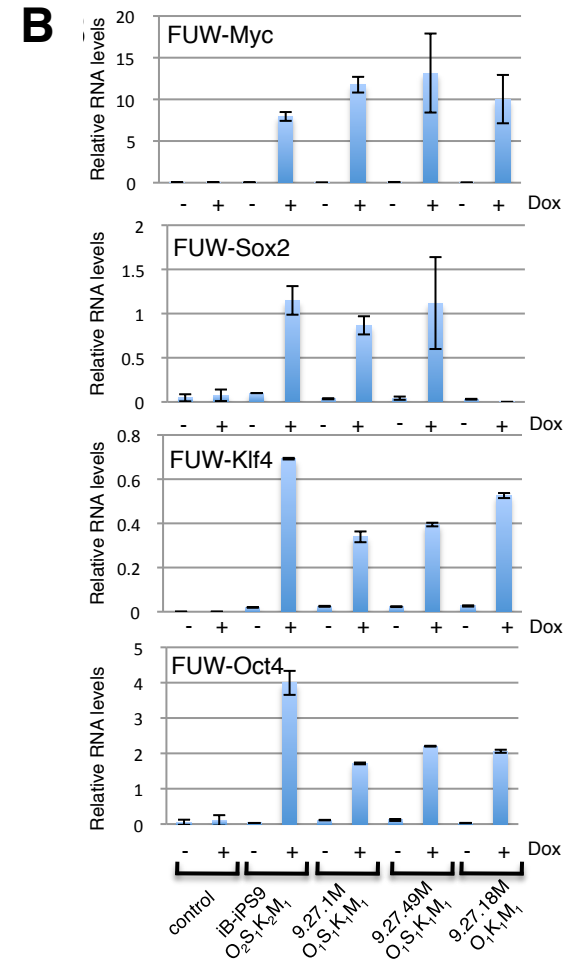 B
FUW-Myc
Relative RNA levels
20
15
10
5
0
- + - + - + - + - + Dox
FUW-Sox2
Relative RNA levels
2
1.5
1
0.5
0
- + - + - + - + - + Dox
FUW-Klf4
Relative RNA levels
0.8
0.6
0.4
0.2
0
- + - + - + - + - + Dox
FUW-Oct4
Relative RNA levels
5
4
3
2
1
0
- + - + - + - + - + Dox
control
iB-iPS9
O₂S₁K₂M₁
9.27.1M
O₁S₁K₁M₁
9.27.49M
O₁S₁K₁M₁
9.27.18M
O₁K₁M₁